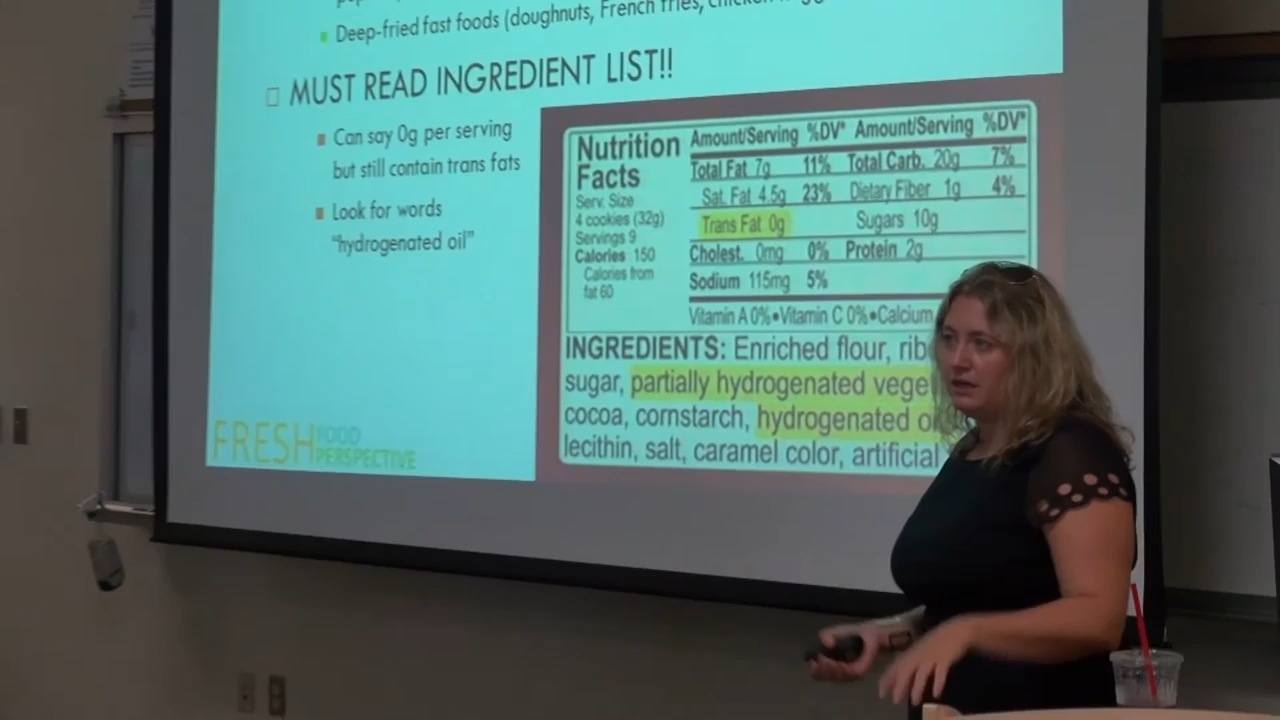 Deep-fried fast foods (doughnuts, French fries, chicken
MUST READ INGREDIENT LIST!!
Can say 0g per serving
but still contain trans fats
Look for words
"hydrogenated oil"
FRESH FOOD
PERSPECTIVE
Nutrition
Facts
Serv. Size
4 cookies (32g)
Servings 9
Calories 150
Calories from
fat 60
Amount/Serving %DV* Amount/Serving %DV*
Total Fat 7g 11% Total Carb. 20g 7%
Sat. Fat 4.5g 23% Dietary Fiber 1g 4%
Trans Fat 0g Sugars 10g
Cholest. 0mg 0% Protein 2g
Sodium 115mg 5%
Vitamin A 0%•Vitamin C 0%•Calcium
INGREDIENTS: Enriched flour, rib
sugar, partially hydrogenated vege
cocoa, cornstarch, hydrogenated o
lecithin, salt, caramel color, artificial